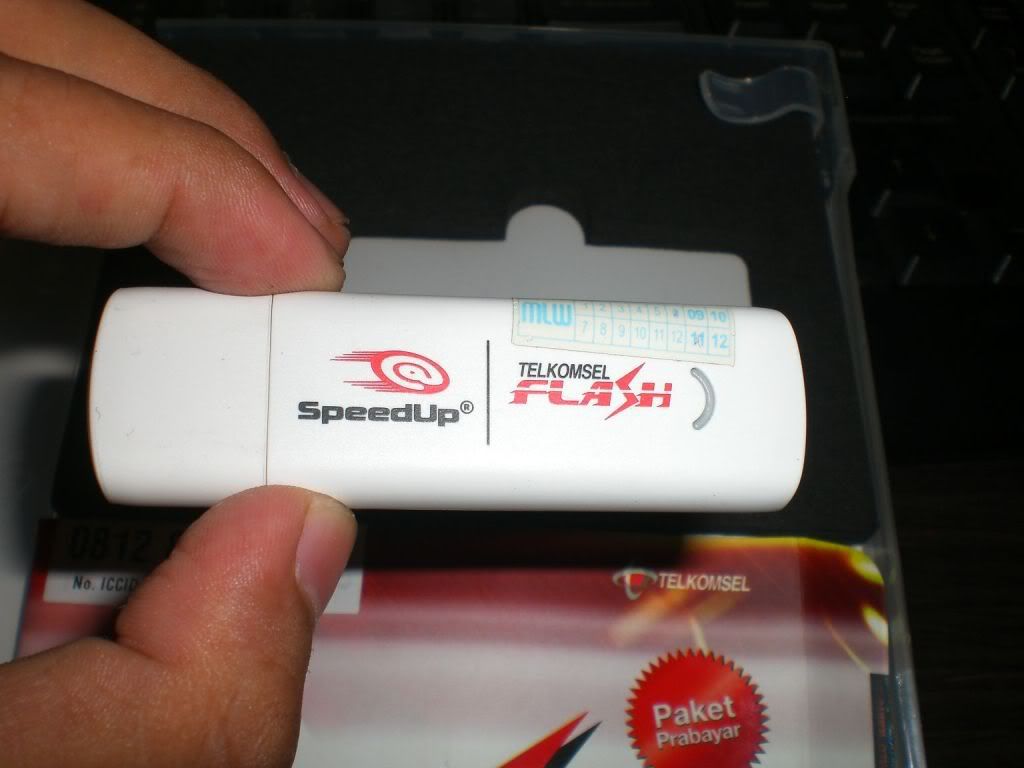 MLW
1 2 3 4 5 6 09 10
7 8 9 10 11 12 11 12
SpeedUp®
TELKOMSEL
FLASH
0812
No. ICCID
TELKOMSEL
Paket
Prabayar